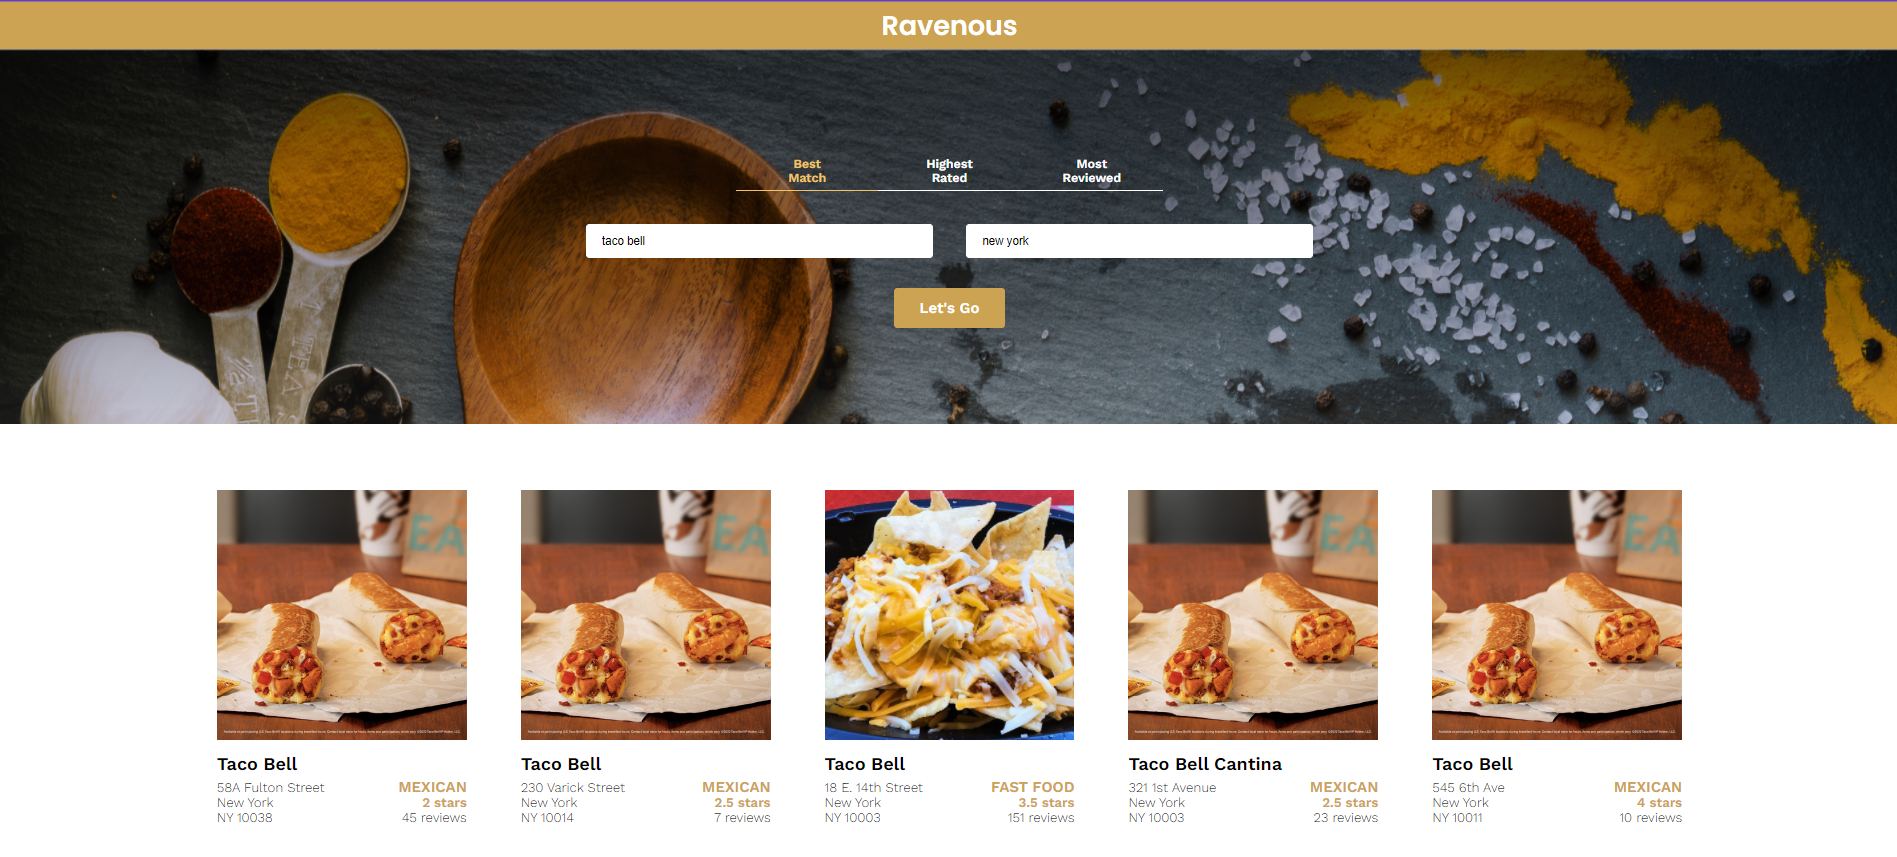 Ravenous
Best
Match
Highest
Rated
Most
Reviewed
taco bell
new york
Let's Go
EA
EA
EA
EA
Taco Bell
58A Fulton Street
New York
NY 10038
MEXICAN
2 stars
45 reviews
Taco Bell
230 Varick Street
New York
NY 10014
MEXICAN
2.5 stars
7 reviews
Taco Bell
18 E. 14th Street
New York
NY 10003
FAST FOOD
3.5 stars
151 reviews
Taco Bell Cantina
321 1st Avenue
New York
NY 10003
MEXICAN
2.5 stars
23 reviews
Taco Bell
545 6th Ave
New York
NY 10011
MEXICAN
4 stars
10 reviews